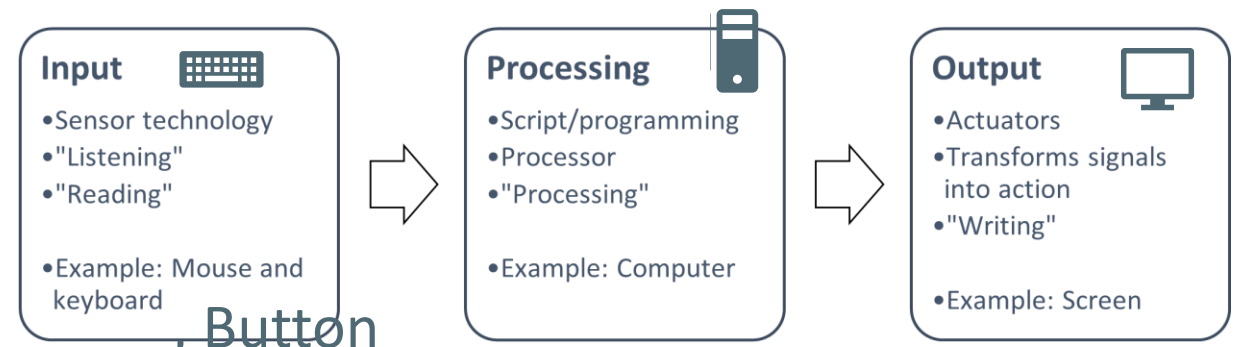 Input
•Sensor technology
•"Listening"
•"Reading"
•Example: Mouse and
keyboard
, Button
Processing
•Script/programming
•Processor
•"Processing"
•Example: Computer
Output
•Actuators
•Transforms signals
into action
•"Writing"
•Example: Screen